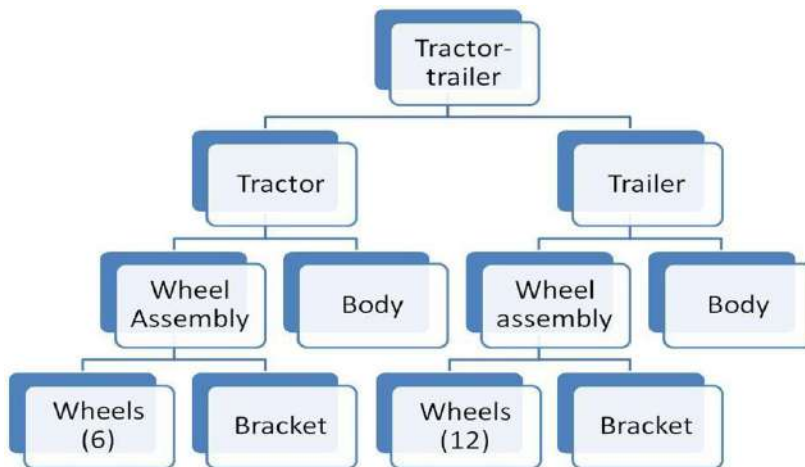 Tractor-
trailer
Tractor
Trailer
Wheel
Assembly
Body
Wheel
assembly
Body
Wheels
(6)
Bracket
Wheels
(12)
Bracket